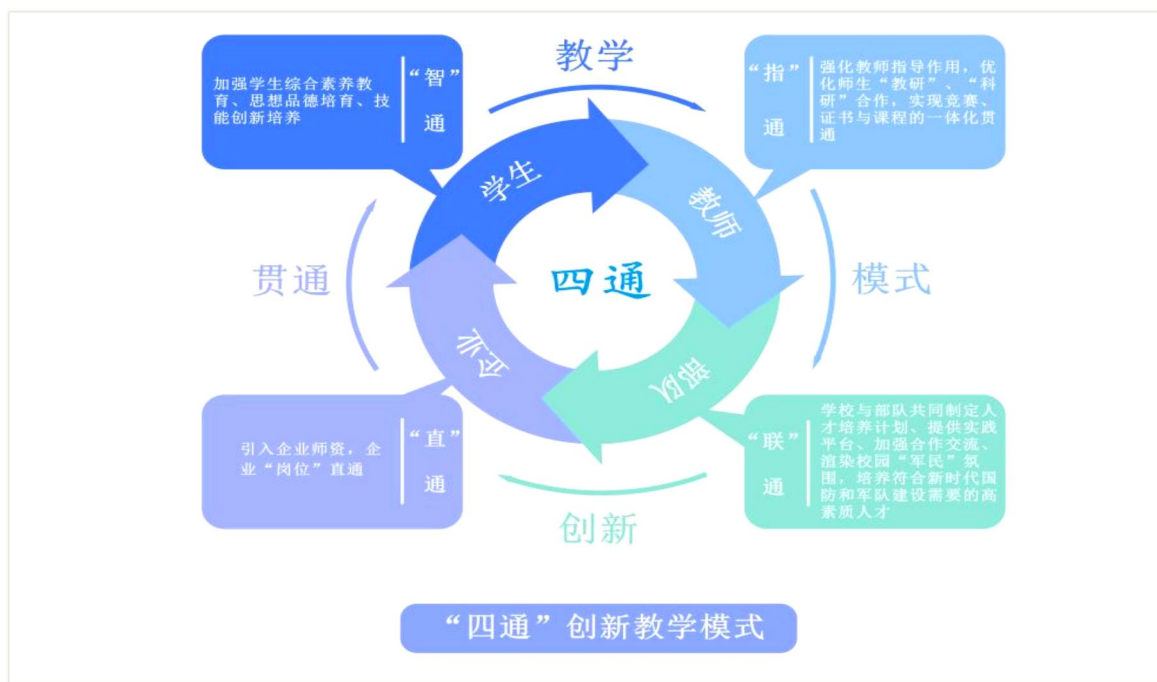 教学
加强学生综合素养教
育、思想品德培育、技
能创新培养
“智”
通
“指”
通
强化教师指导作用，优
化师生“教研”、“科
研”合作，实现竞赛、
证书与课程的一体化贯
通
学生
教师
贯通
四通
模式
企业
部队
引入企业师资，企
业“岗位”直通
“直”
通
“联”
通
学校与部队共同制定人
才培养计划、提供实践
平台、加强合作交流、
渲染校园“军民”氛
围，培养符合新时代国
防和军队建设需要的高
素质人才
创新
“四通”创新教学模式